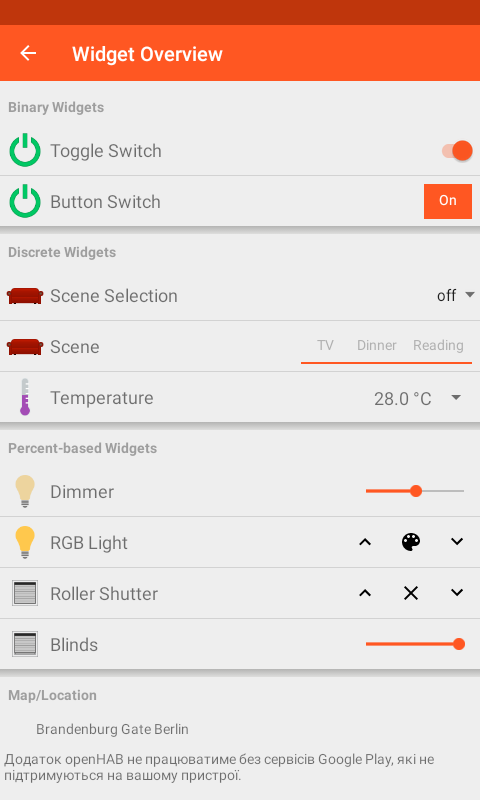 Widget Overview
Binary Widgets
Toggle Switch
Button Switch
On
Discrete Widgets
Scene Selection
off
Scene
TV Dinner Reading
Temperature
28.0 °C
Percent-based Widgets
Dimmer
RGB Light
Roller Shutter
Blinds
Map/Location
Brandenburg Gate Berlin
Додаток openHAB не працюватиме без сервісів Google Play, які не
підтримуються на вашому пристрої.